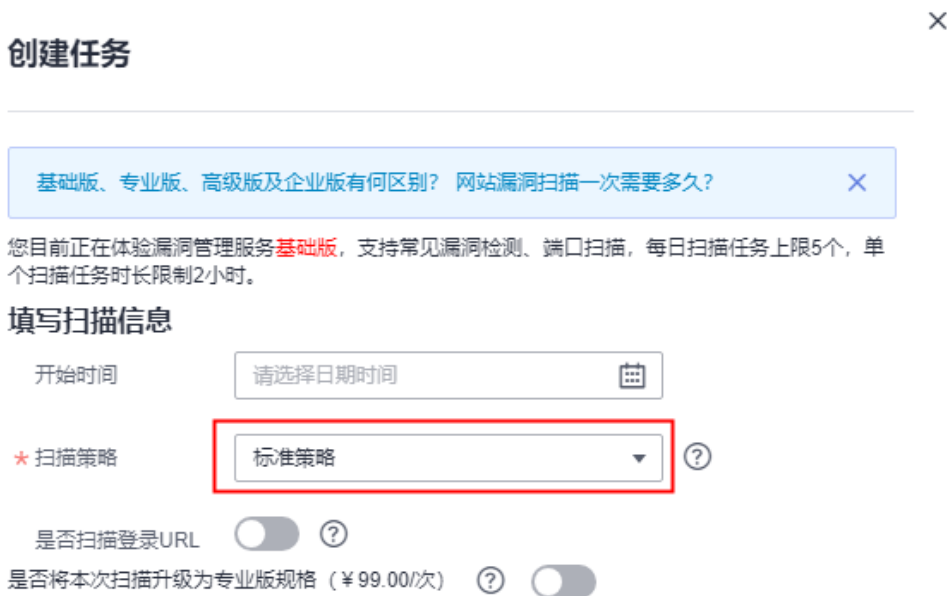 创建任务
基础版、专业版、高级版及企业版有何区别? 网站漏洞扫描一次需要多久?
您目前正在体验漏洞管理服务基础版，支持常见漏洞检测、端口扫描，每日扫描任务上限5个，单
个扫描任务时长限制2小时。
填写扫描信息
开始时间 请选择日期时间
* 扫描策略 标准策略 ?
是否扫描登录URL ?
是否将本次扫描升级为专业版规格（¥99.00/次） ?